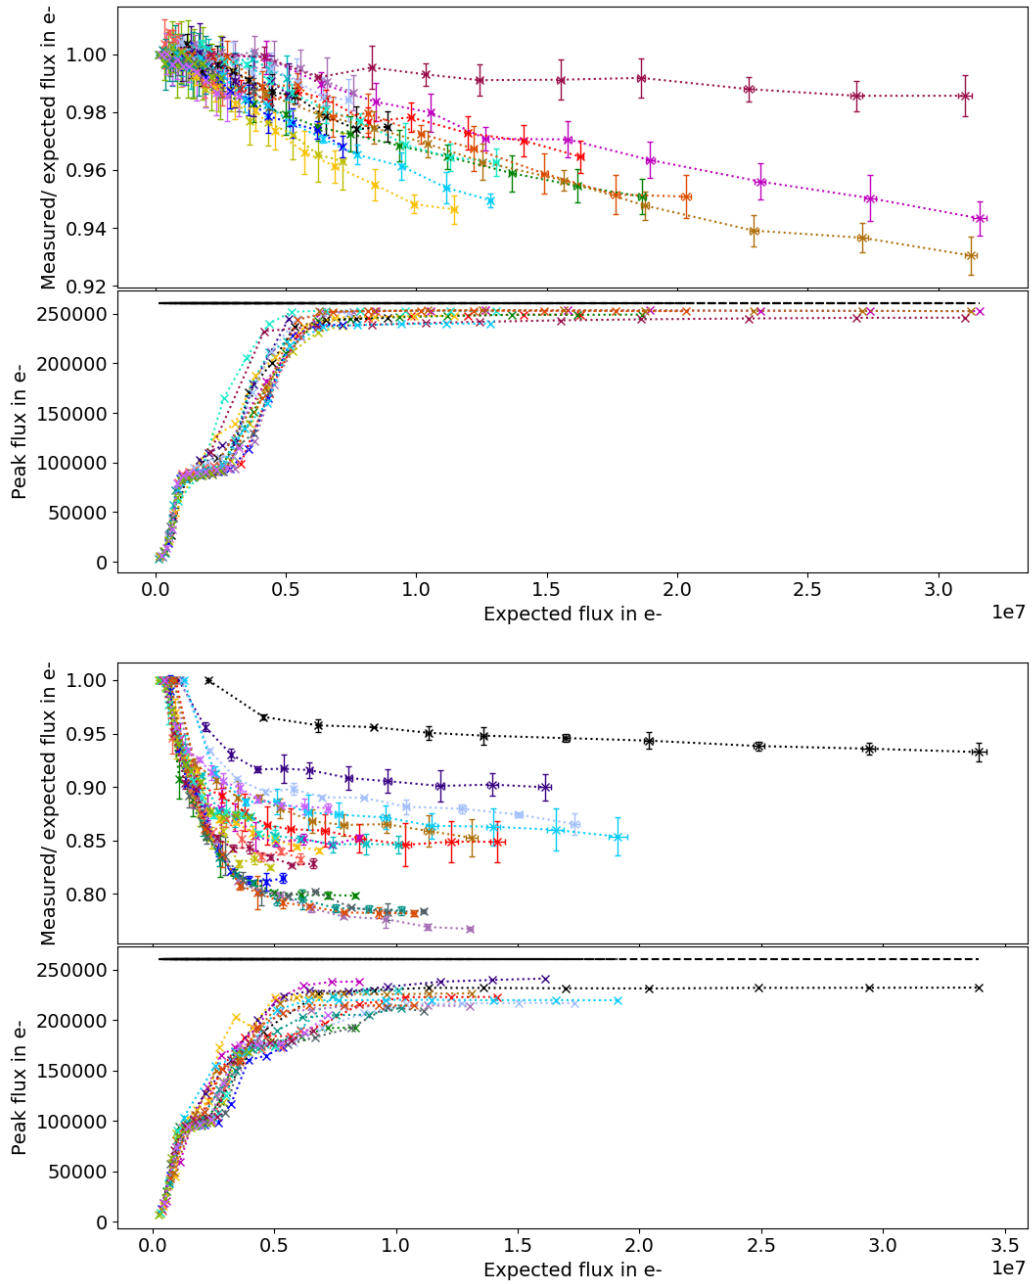 Measured/ expected flux in e-
1.00
0.98
0.96
0.94
0.92
Peak flux in e-
250000
200000
150000
100000
50000
0
0.0 0.5 1.0 1.5 2.0 2.5 3.0
1e7
Expected flux in e-
Measured/ expected flux in e-
1.00
0.95
0.90
0.85
0.80
Peak flux in e-
250000
200000
150000
100000
50000
0
0.0 0.5 1.0 1.5 2.0 2.5 3.0 3.5
1e7
Expected flux in e-